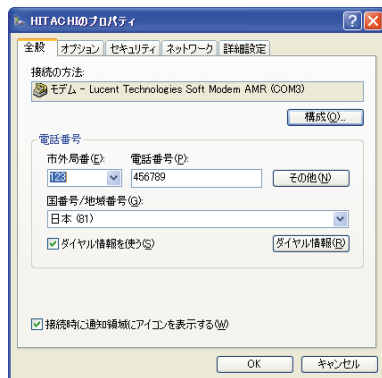 HITACHIのプロパティ
全般 オプション セキュリティ ネットワーク 詳細設定
接続の方法:
モデム - Lucent Technologies Soft Modem AMR (COM3)
構成(O)...
電話番号
市外局番(E): 電話番号(P):
123 456789 その他(N)
国番号/地域番号(G):
日本 (81)
ダイヤル情報を使う(S) ダイヤル情報(R)
接続時に通知領域にアイコンを表示する(W)
OK キャンセル